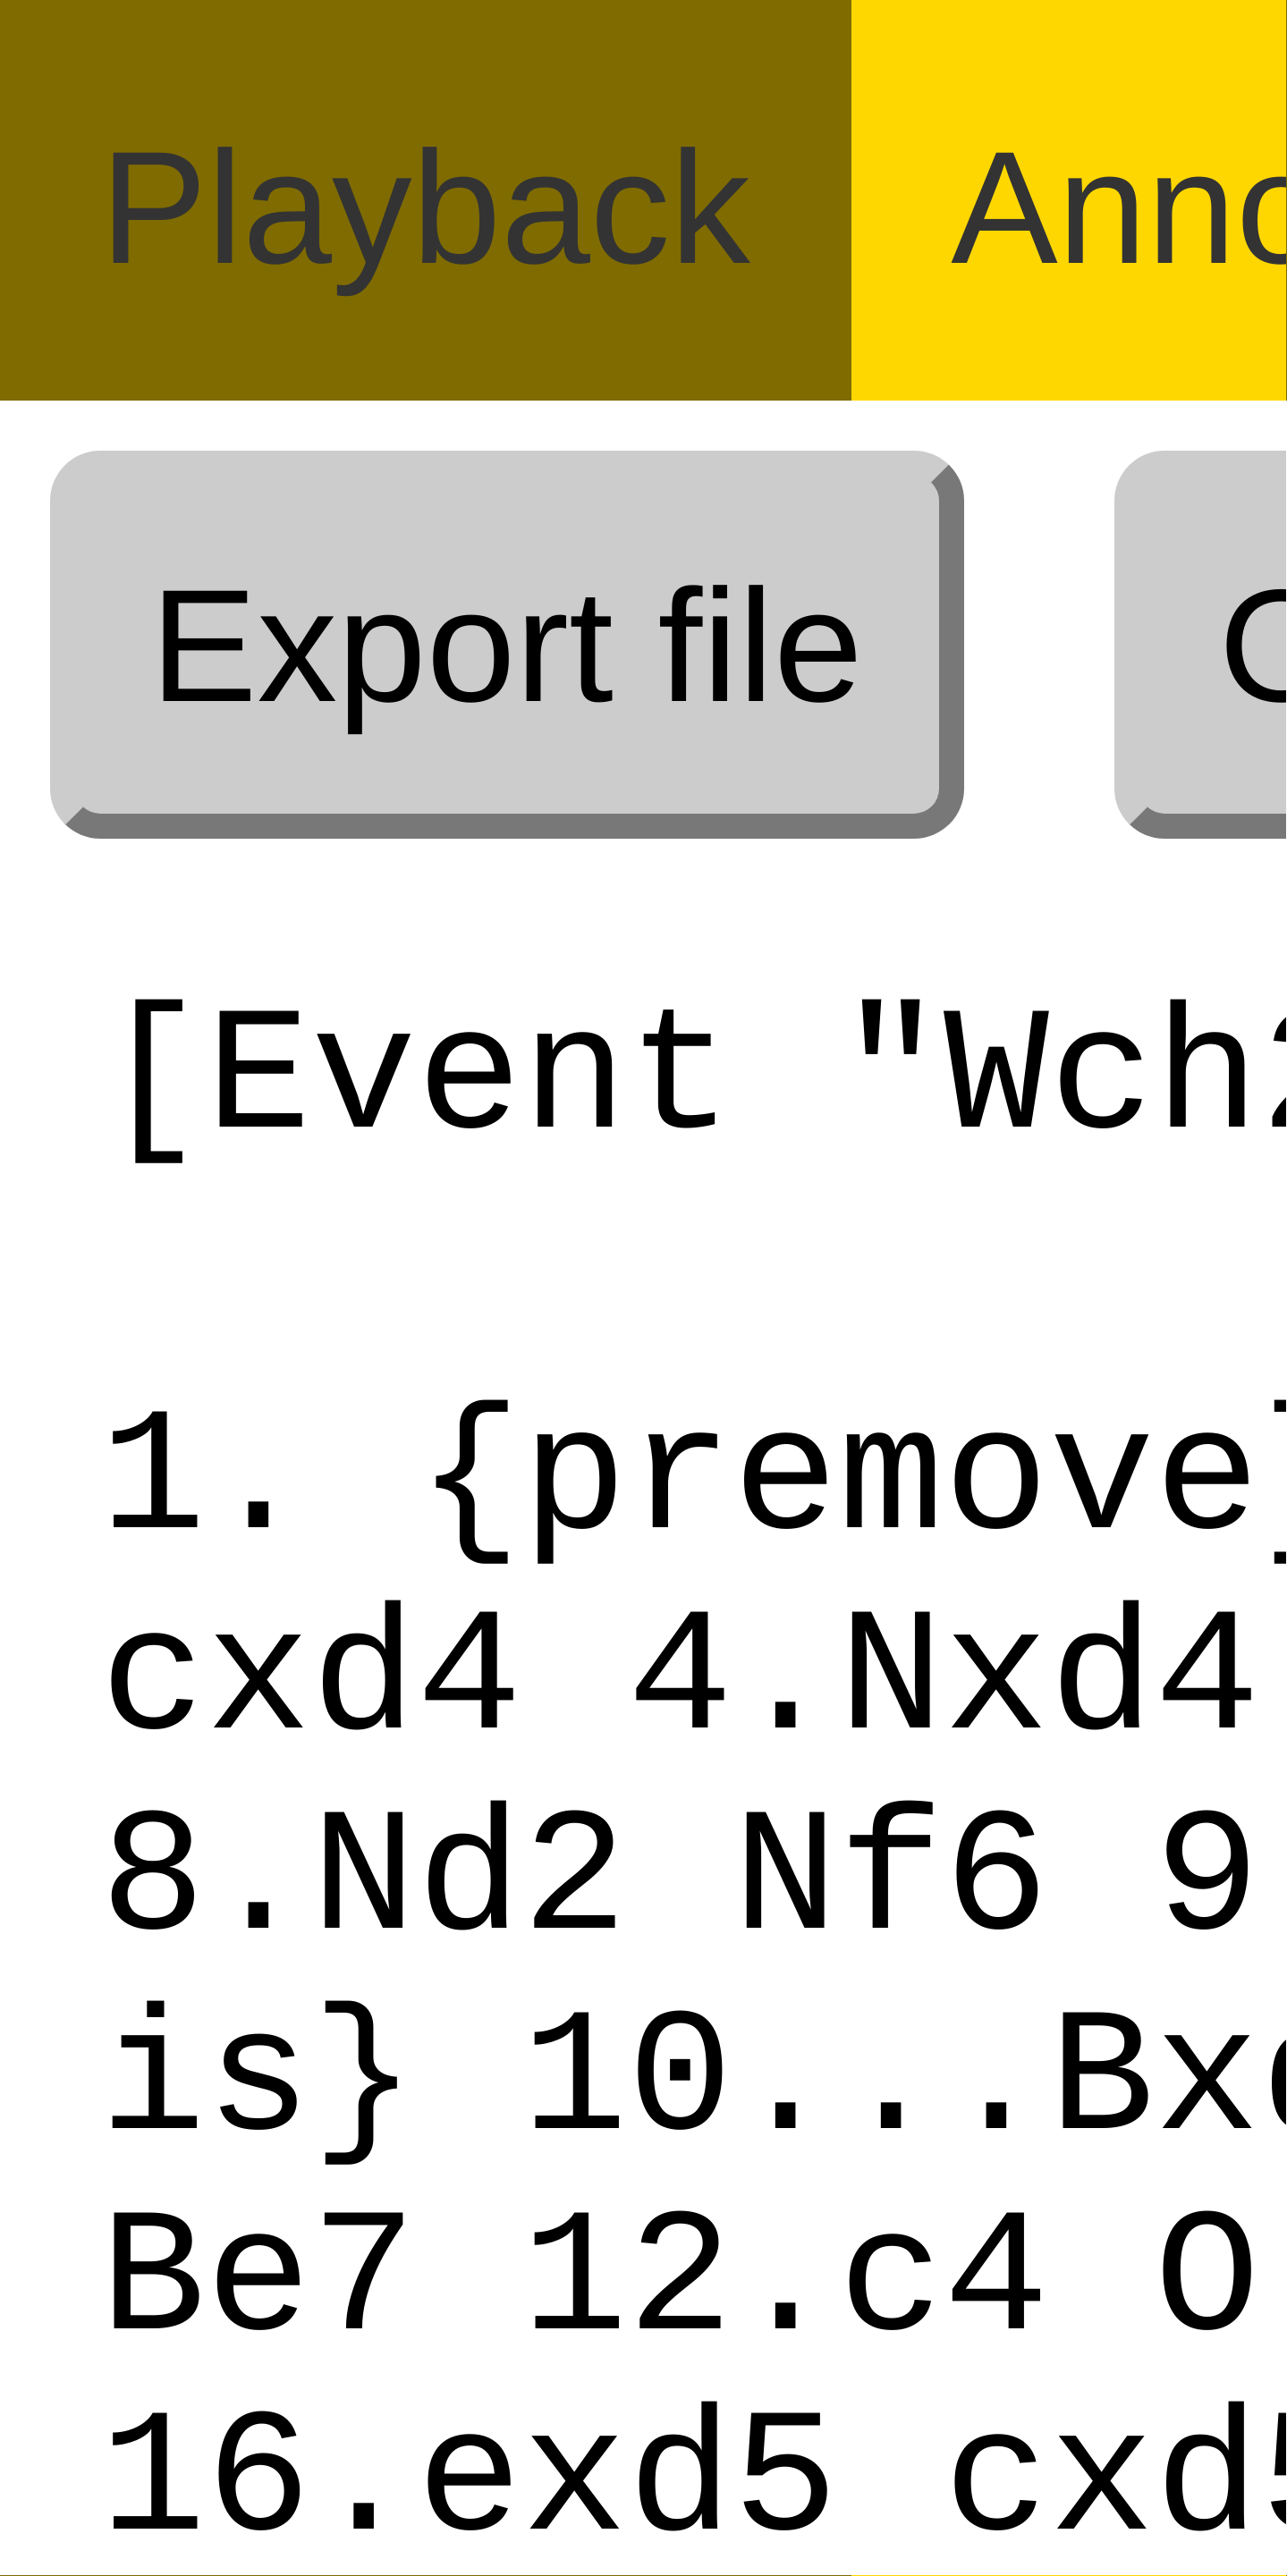 Playback Anno
Export file
[Event "Wch
1. {premove}
cxd4 4.Nxd4
8.Nd2 Nf6 9
is} 10...Bx
Be7 12.c4 O
16.exd5 cxd5